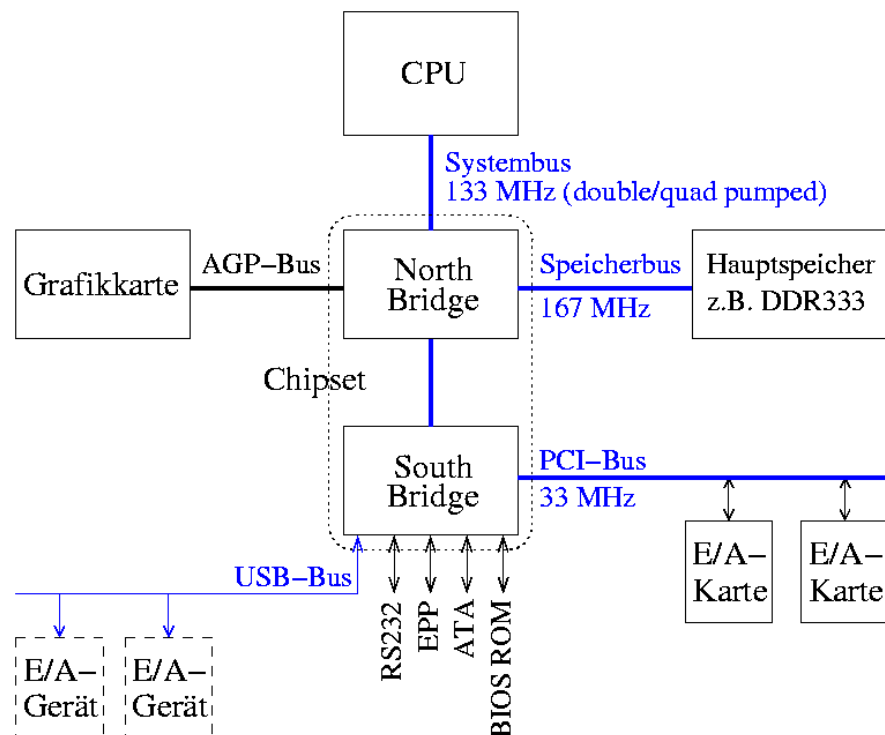 CPU
Systembus
133 MHz (double/quad pumped)
Grafikkarte
AGP–Bus
North
Bridge
Speicherbus
167 MHz
Hauptspeicher
z.B. DDR333
Chipset
South
Bridge
PCI–Bus
33 MHz
E/A–
Karte
E/A–
Karte
USB–Bus
RS232
EPP
ATA
BIOS ROM
E/A–
Gerät
E/A–
Gerät